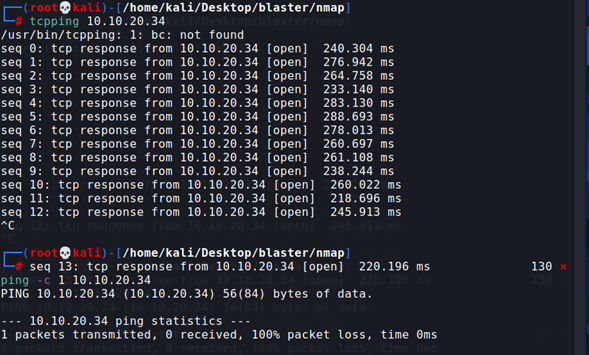 ┌──(root💀kali)-[/home/kali/Desktop/blaster/nmap]
└─# tcpping 10.10.20.34
/usr/bin/tcpping: 1: bc: not found
seq 0: tcp response from 10.10.20.34 [open]  240.304 ms
seq 1: tcp response from 10.10.20.34 [open]  276.942 ms
seq 2: tcp response from 10.10.20.34 [open]  264.758 ms
seq 3: tcp response from 10.10.20.34 [open]  233.140 ms
seq 4: tcp response from 10.10.20.34 [open]  283.130 ms
seq 5: tcp response from 10.10.20.34 [open]  288.693 ms
seq 6: tcp response from 10.10.20.34 [open]  278.013 ms
seq 7: tcp response from 10.10.20.34 [open]  260.697 ms
seq 8: tcp response from 10.10.20.34 [open]  261.108 ms
seq 9: tcp response from 10.10.20.34 [open]  238.244 ms
seq 10: tcp response from 10.10.20.34 [open]  260.022 ms
seq 11: tcp response from 10.10.20.34 [open]  218.696 ms
seq 12: tcp response from 10.10.20.34 [open]  245.913 ms
^C
┌──(root💀kali)-[/home/kali/Desktop/blaster/nmap]
└─# seq 13: tcp response from 10.10.20.34 [open]  220.196 ms 130 ⨯
ping -c 1 10.10.20.34
PING 10.10.20.34 (10.10.20.34) 56(84) bytes of data.
--- 10.10.20.34 ping statistics ---
1 packets transmitted, 0 received, 100% packet loss, time 0ms